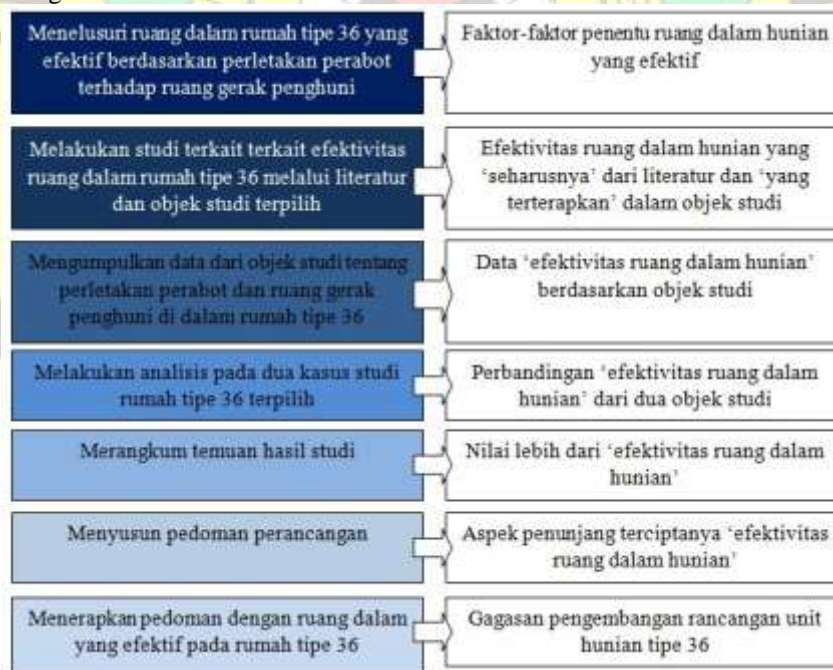 Menelusuri ruang dalam rumah tipe 36 yang
efektif berdasarkan perletakan perabot
terhadap ruang gerak penghuni
Faktor-faktor penentu ruang dalam hunian
yang efektif
Melakukan studi terkait terkait efektivitas
ruang dalam rumah tipe 36 melalui literatur
dan objek studi terpilih
Efektivitas ruang dalam hunian yang
‘seharusnya’ dari literatur dan ‘yang
terterapkan’ dalam objek studi
Mengumpulkan data dari objek studi tentang
perletakan perabot dan ruang gerak
penghuni di dalam rumah tipe 36
Data ‘efektivitas ruang dalam hunian’
berdasarkan objek studi
Melakukan analisis pada dua kasus studi
rumah tipe 36 terpilih
Perbandingan ‘efektivitas ruang dalam
hunian’ dari dua objek studi
Merangkum temuan hasil studi
Nilai lebih dari ‘efektivitas ruang dalam
hunian’
Menyusun pedoman perancangan
Aspek penunjang terciptanya ‘efektivitas
ruang dalam hunian’
Menerapkan pedoman dengan ruang dalam
yang efektif pada rumah tipe 36
Gagasan pengembangan rancangan unit
hunian tipe 36